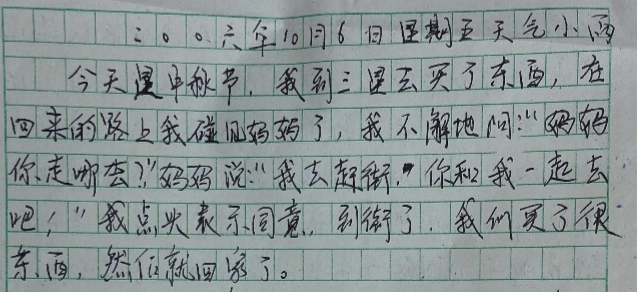 二００六年10月6日星期五天气小雨
今天是中秋节，我到三里去买了东西，在
回来的路上我碰见妈妈了，我不解地问:“妈妈
你走哪去?”妈妈说:“我去赶街,”你和我一起去
吧！”我点头表示同意，到街了，我们买了很
东西，然后就回家了。